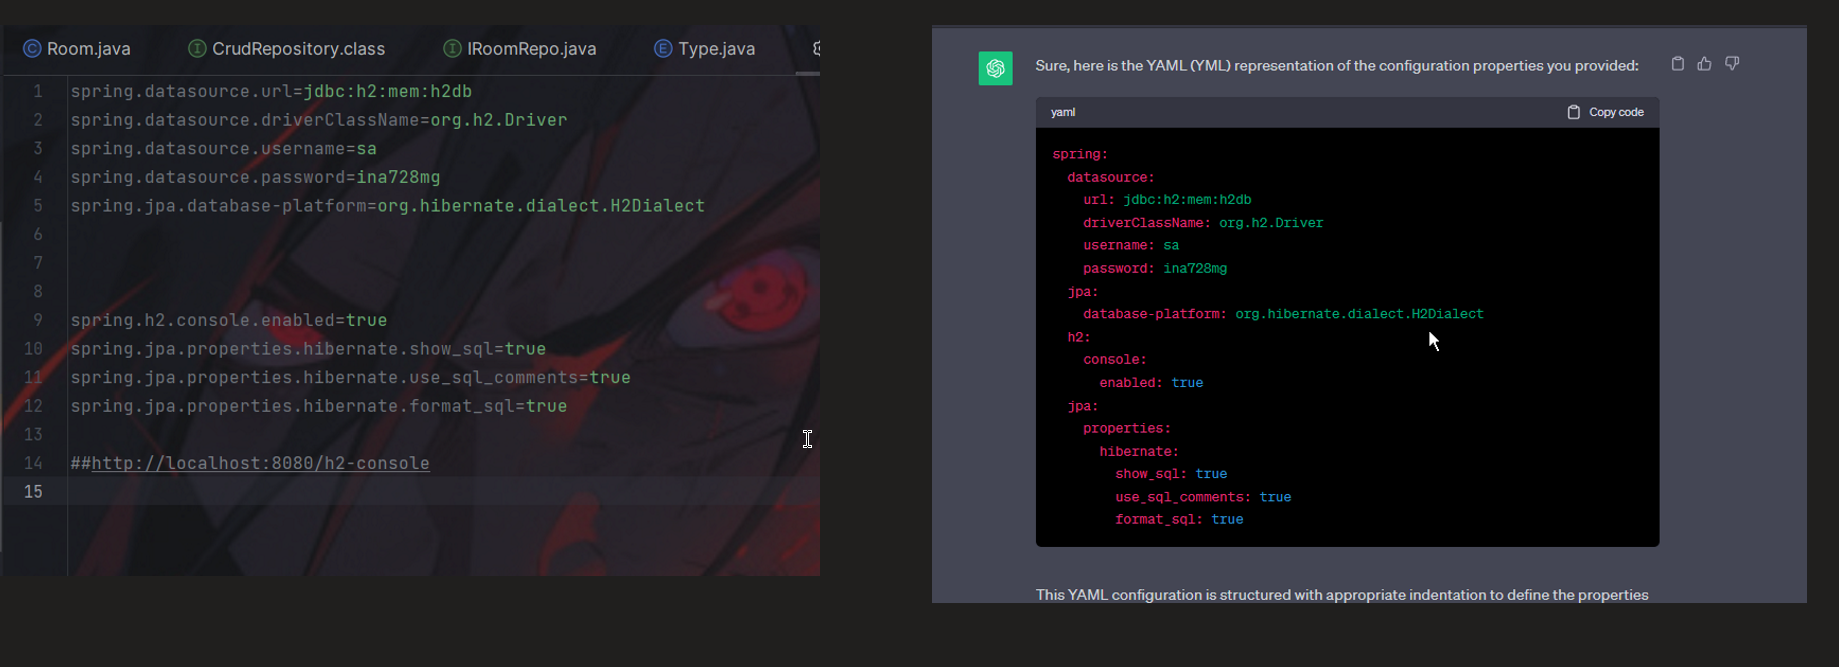 Room.java CrudRepository.class IRoomRepo.java Type.java
1 spring.datasource.url=jdbc:h2:mem:h2db
2 spring.datasource.driverClassName=org.h2.Driver
3 spring.datasource.username=sa
4 spring.datasource.password=ina728mg
5 spring.jpa.database-platform=org.hibernate.dialect.H2Dialect
6
7
8
9 spring.h2.console.enabled=true
10 spring.jpa.properties.hibernate.show_sql=true
11 spring.jpa.properties.hibernate.use_sql_comments=true
12 spring.jpa.properties.hibernate.format_sql=true
13
14 ##http://localhost:8080/h2-console
15
Sure, here is the YAML (YML) representation of the configuration properties you provided:
yaml Copy code
spring:
  datasource:
    url: jdbc:h2:mem:h2db
    driverClassName: org.h2.Driver
    username: sa
    password: ina728mg
  jpa:
    database-platform: org.hibernate.dialect.H2Dialect
  h2:
    console:
      enabled: true
  jpa:
    properties:
      hibernate:
        show_sql: true
        use_sql_comments: true
        format_sql: true
This YAML configuration is structured with appropriate indentation to define the properties